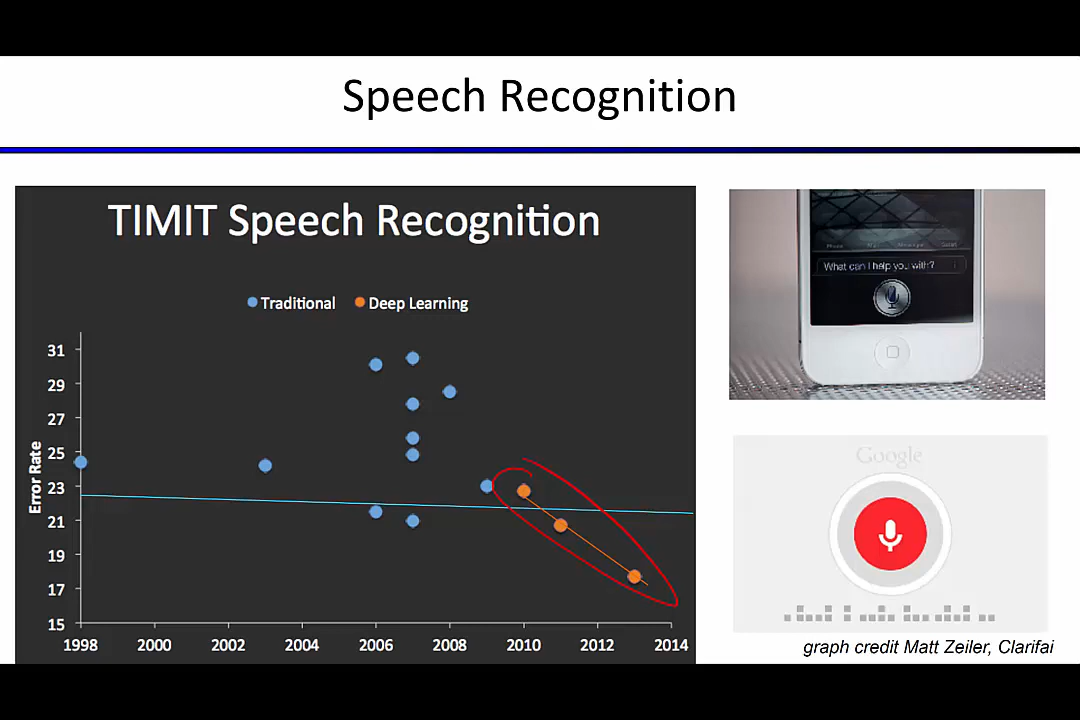 Speech Recognition
TIMIT Speech Recognition
Traditional
Deep Learning
31
29
27
25
23
21
19
17
15
Error Rate
1998 2000 2002 2004 2006 2008 2010 2012 2014
What can I help you with?
Google
graph credit Matt Zeiler, Clarifai